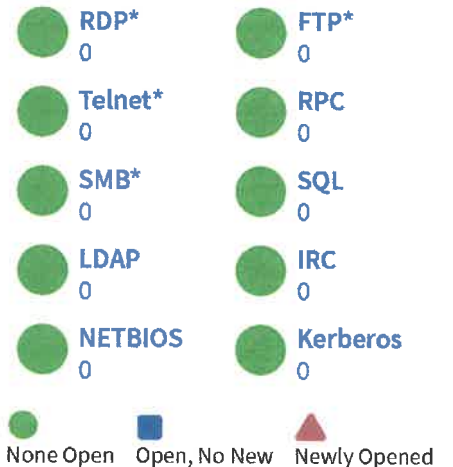 RDP*
0
FTP*
0
Telnet*
0
RPC
0
SMB*
0
SQL
0
LDAP
0
IRC
0
NETBIOS
0
Kerberos
0
None Open
Open, No New
Newly Opened